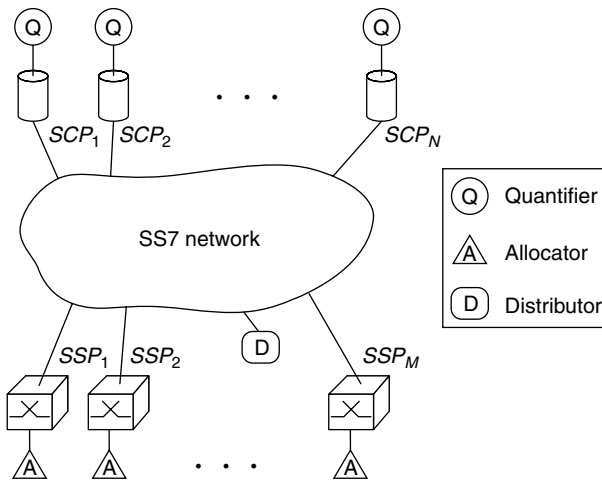 Q Q Q
. . .
SCP1 SCP2 SCPN
SS7 network
Q Quantifier
A Allocator
D Distributor
D
SSP1 SSP2 SSPM
A A . . . A